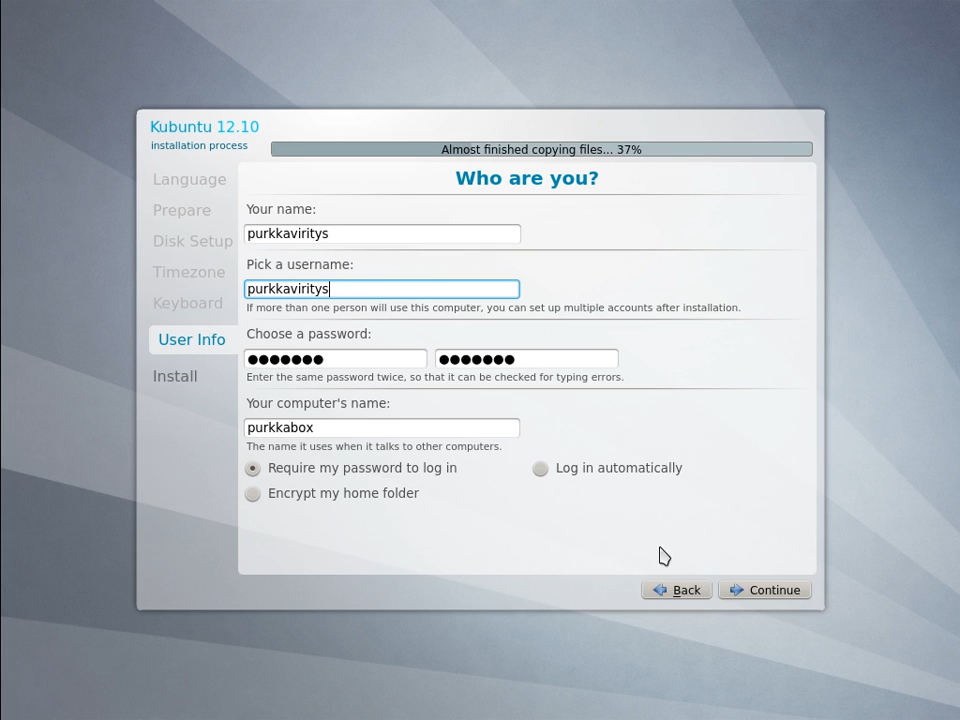 Kubuntu 12.10
installation process
Almost finished copying files... 37%
Language
Prepare
Disk Setup
Timezone
Keyboard
User Info
Install
Who are you?
Your name:
purkkaviritys
Pick a username:
purkkaviritys
If more than one person will use this computer, you can set up multiple accounts after installation.
Choose a password:
●●●●●●● ●●●●●●●
Enter the same password twice, so that it can be checked for typing errors.
Your computer's name:
purkkabox
The name it uses when it talks to other computers.
Require my password to log in
Log in automatically
Encrypt my home folder
Back
Continue